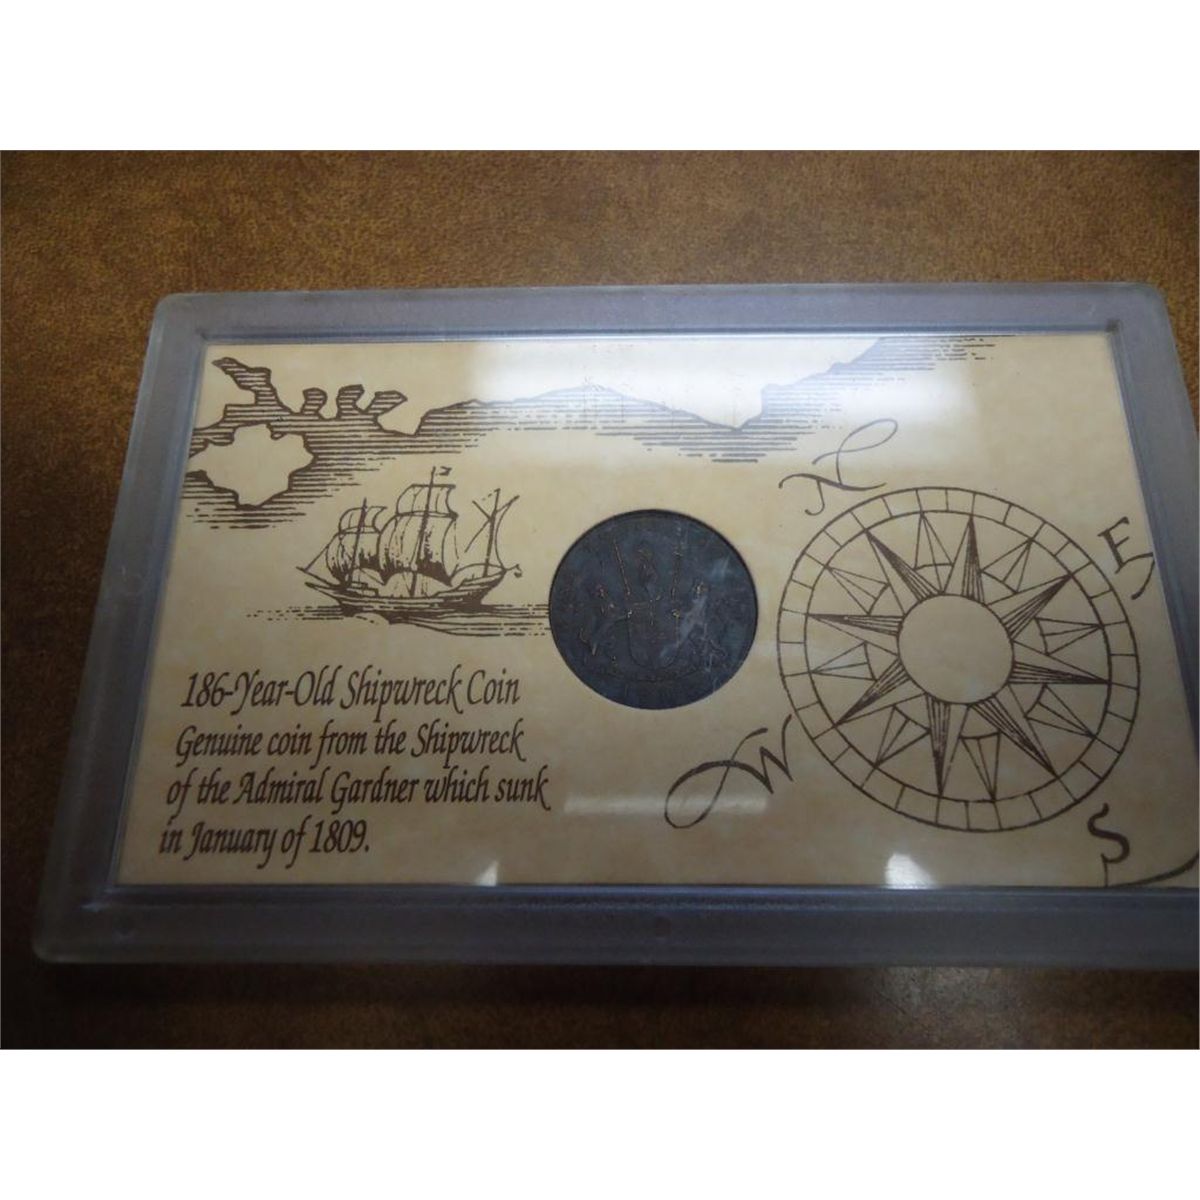 186-Year-Old Shipwreck Coin
Genuine coin from the Shipwreck
of the Admiral Gardner which sunk
in January of 1809.
N
E
W
S